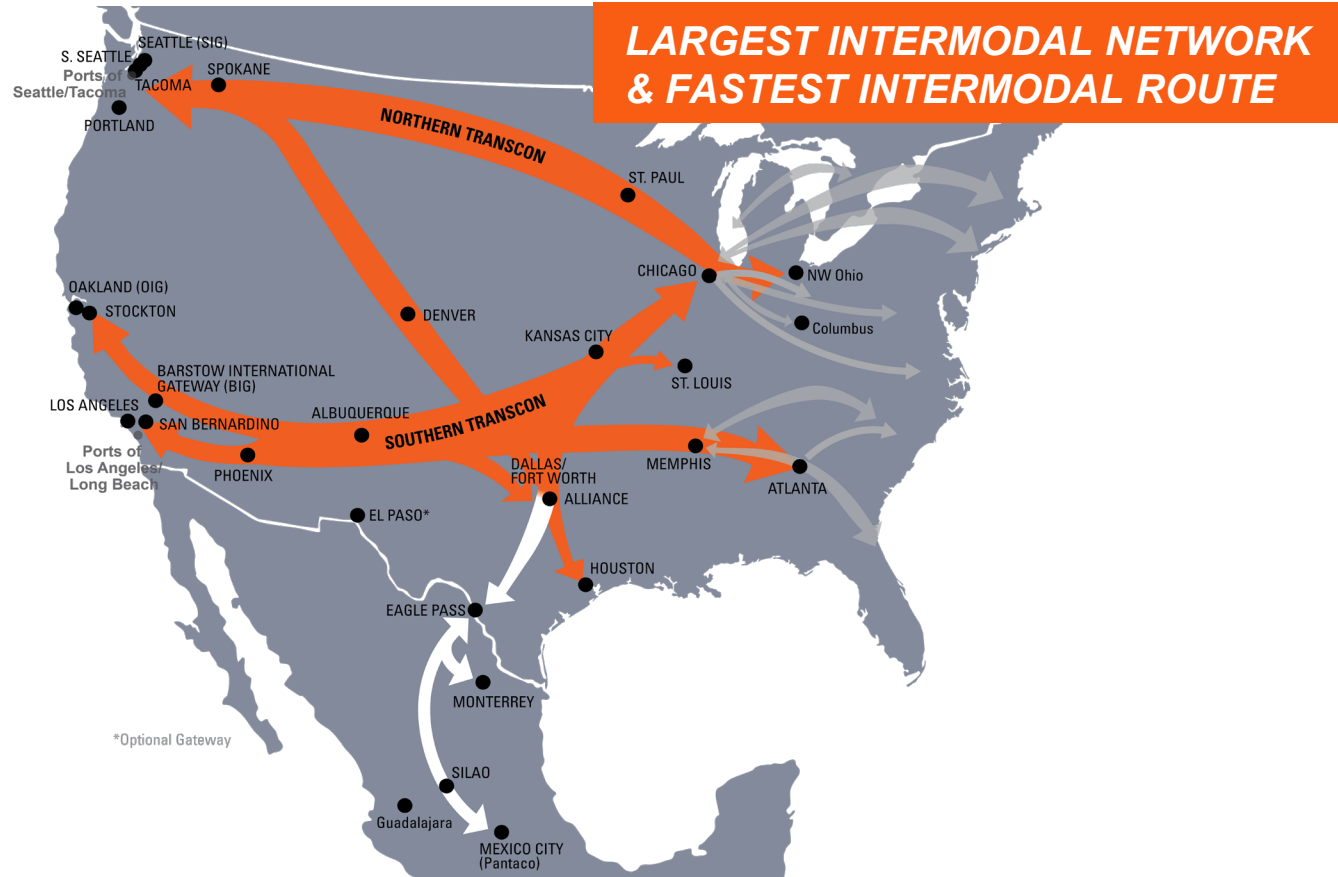 LARGEST INTERMODAL NETWORK
& FASTEST INTERMODAL ROUTE
SEATTLE (SIG)
S. SEATTLE
Ports of
Seattle/Tacoma
TACOMA
SPOKANE
PORTLAND
NORTHERN TRANSCON
ST. PAUL
CHICAGO
NW Ohio
OAKLAND (OIG)
STOCKTON
DENVER
KANSAS CITY
Columbus
ST. LOUIS
BARSTOW INTERNATIONAL
GATEWAY (BIG)
LOS ANGELES
SAN BERNARDINO
ALBUQUERQUE
SOUTHERN TRANSCON
Ports of
Los Angeles/
Long Beach
PHOENIX
DALLAS/
FORT WORTH
ALLIANCE
MEMPHIS
ATLANTA
EL PASO*
HOUSTON
EAGLE PASS
MONTERREY
*Optional Gateway
SILAO
Guadalajara
MEXICO CITY
(Pantaco)